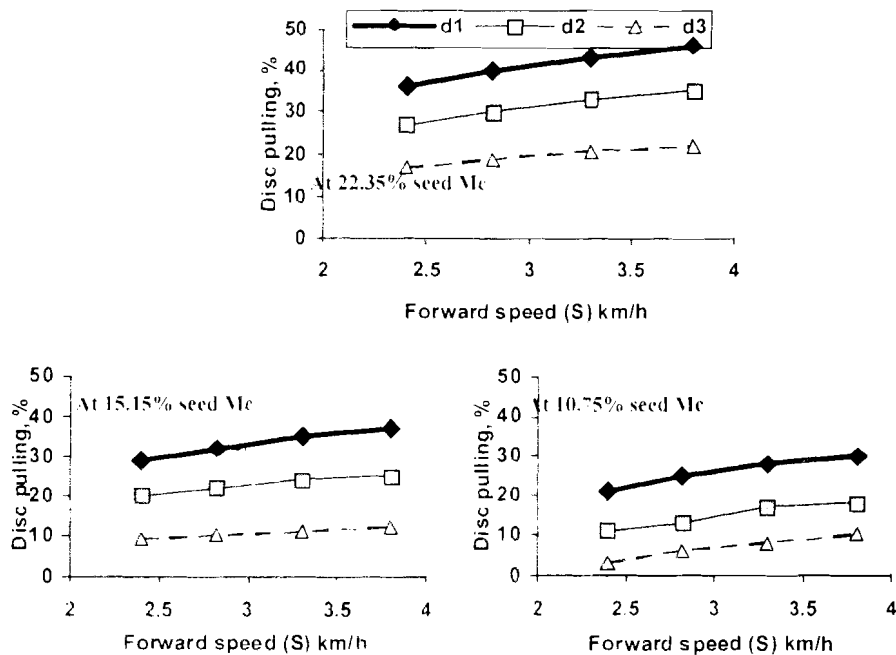 d1 d2 d3
Disc pulling, %
50
40
30
20
10
0
At 22.35% seed Mc
2 2.5 3 3.5 4
Forward speed (S) km/h
Disc pulling, %
50
40
30
20
10
0
At 15.15% seed Mc
2 2.5 3 3.5 4
Forward speed (S) km/h
Disc pulling, %
50
40
30
20
10
0
At 10.75% seed Mc
2 2.5 3 3.5 4
Forward speed (S) km/h